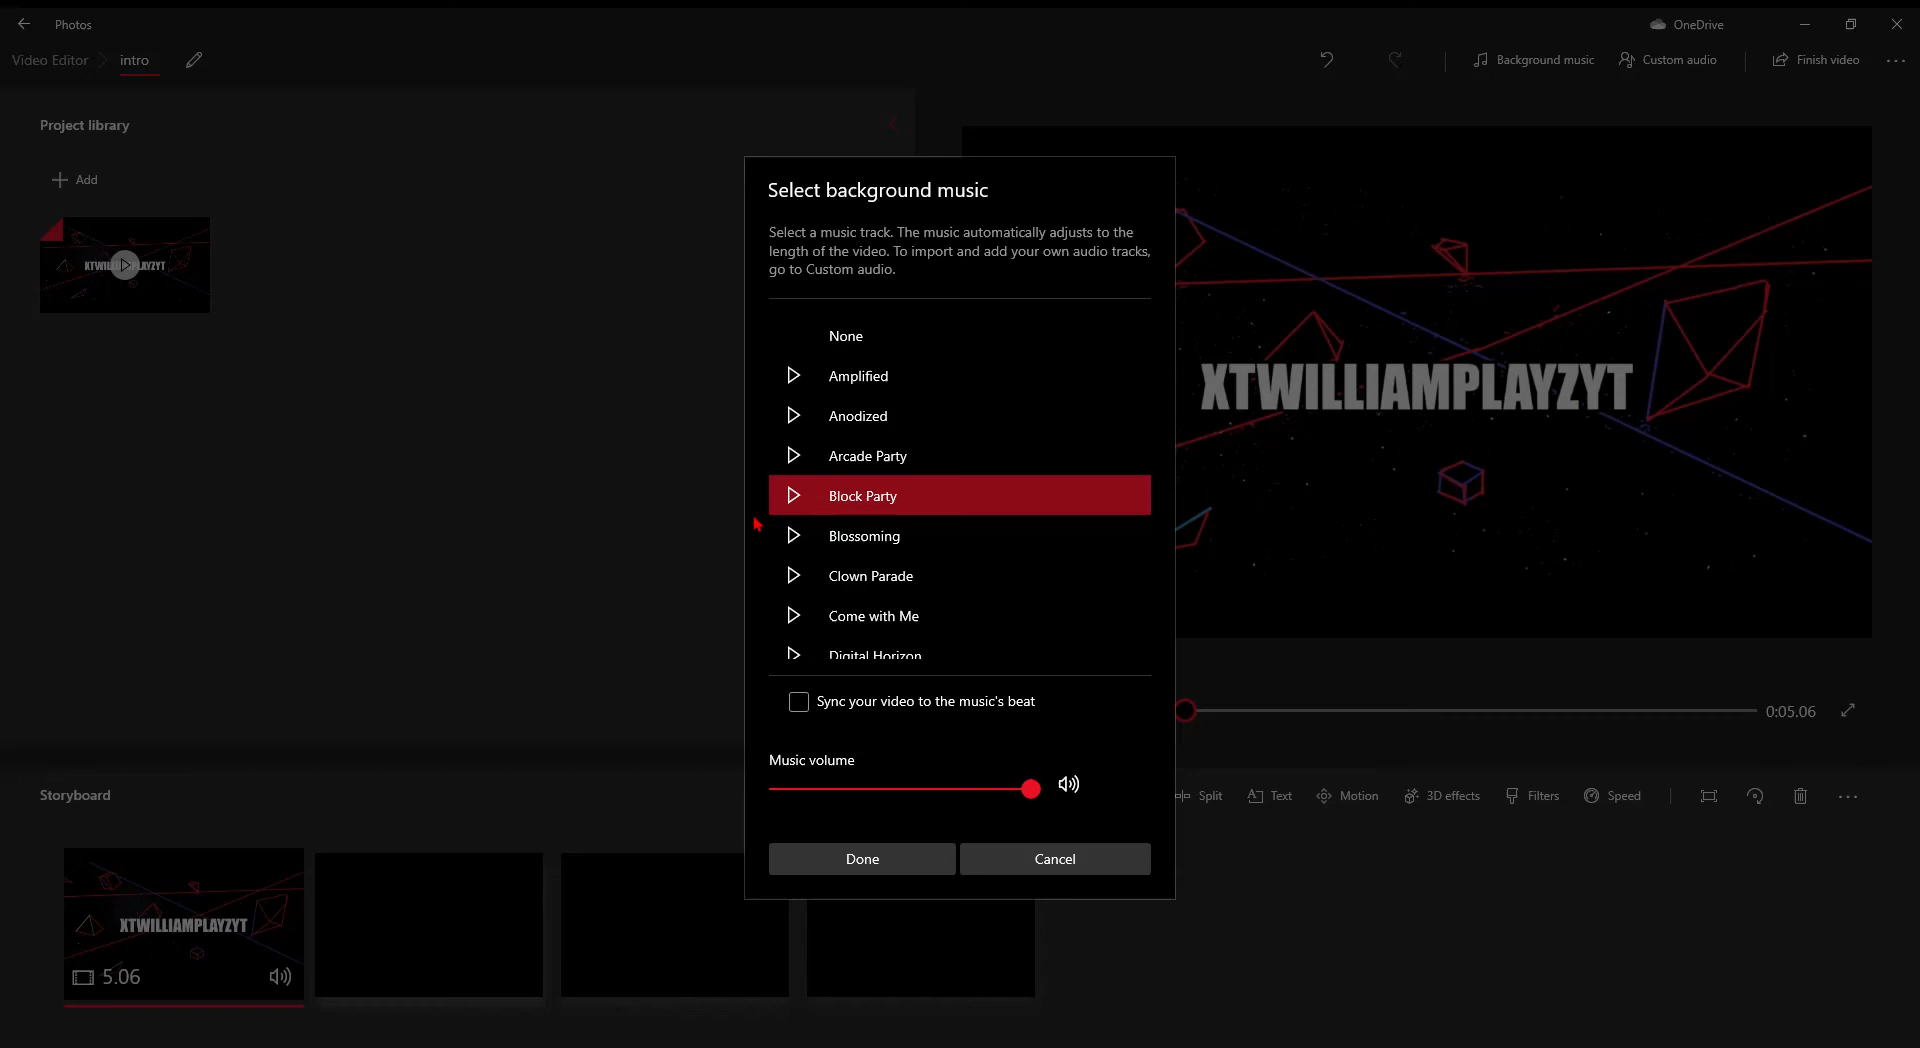 Photos
OneDrive
Video Editor
intro
Background music
Custom audio
Finish video
Project library
Add
XTWILLIAMPLAYZYT
Select background music
Select a music track. The music automatically adjusts to the
length of the video. To import and add your own audio tracks,
go to Custom audio.
None
Amplified
Anodized
Arcade Party
Block Party
Blossoming
Clown Parade
Come with Me
Digital Horizon
Sync your video to the music's beat
Music volume
Done
Cancel
XTWILLIAMPLAYZYT
0:05.06
Storyboard
Split
Text
Motion
3D effects
Filters
Speed
XTWILLIAMPLAYZYT
5.06